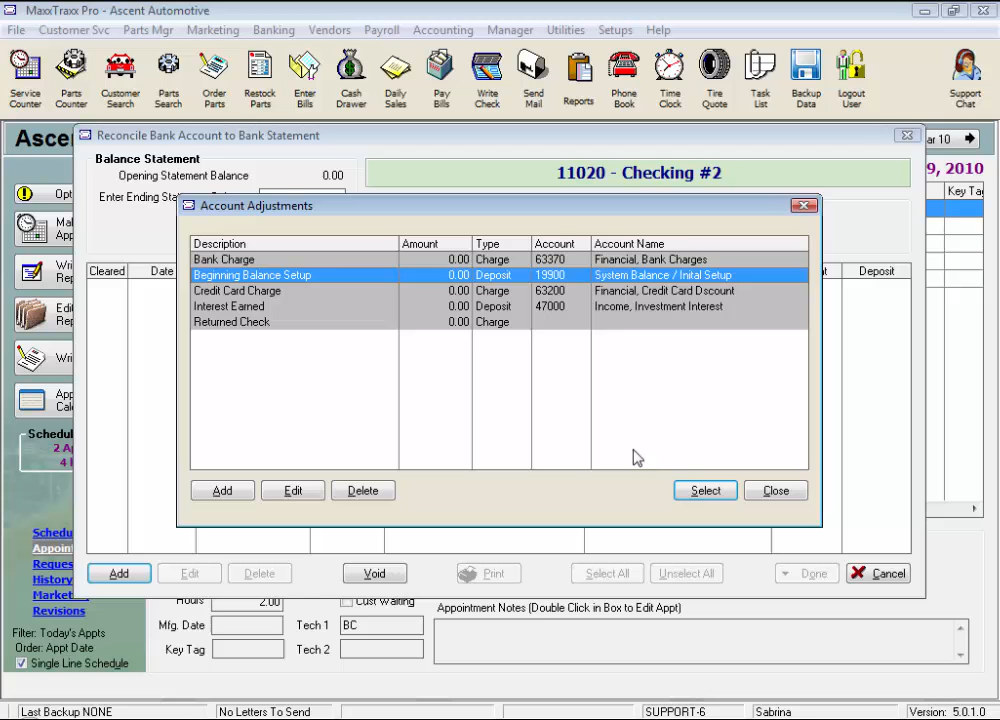 MaxxTraxx Pro - Ascent Automotive
File Customer Svc Parts Mgr Marketing Banking Vendors Payroll Accounting Manager Utilities Setups Help
Service Counter
Parts Counter
Customer Search
Parts Search
Order Parts
Restock Parts
Enter Bills
Cash Drawer
Daily Sales
Pay Bills
Write Check
Send Mail
Reports
Phone Book
Time Clock
Tire Quote
Task List
Backup Data
Logout User
Support Chat
Reconcile Bank Account to Bank Statement
Balance Statement
Opening Statement Balance 0.00
11020 - Checking #2
Enter Ending
9, 2010
Key
Account Adjustments
Description Amount Type Account Account Name
Bank Charge 0.00 Charge 63370 Financial, Bank Charges
Beginning Balance Setup 0.00 Deposit 19900 System Balance / Inital Setup
Credit Card Charge 0.00 Charge 63200 Financial, Credit Card Dscount
Interest Earned 0.00 Deposit 47000 Income, Investment Interest
Returned Check 0.00 Charge
Add Edit Delete Select Close
Cleared Date Deposit
Add Edit Delete Void Print Select All Unselect All Done Cancel
Hours 2.00 Cust Waiting
Appointment Notes (Double Click in Box to Edit Appt)
Mfg. Date Tech 1 BC
Key Tag Tech 2
History
Revisions
Filter: Today's Appts
Order: Appt Date
Single Line Schedule
Last Backup NONE No Letters To Send SUPPORT-6 Sabrina Version: 5.0.1.0